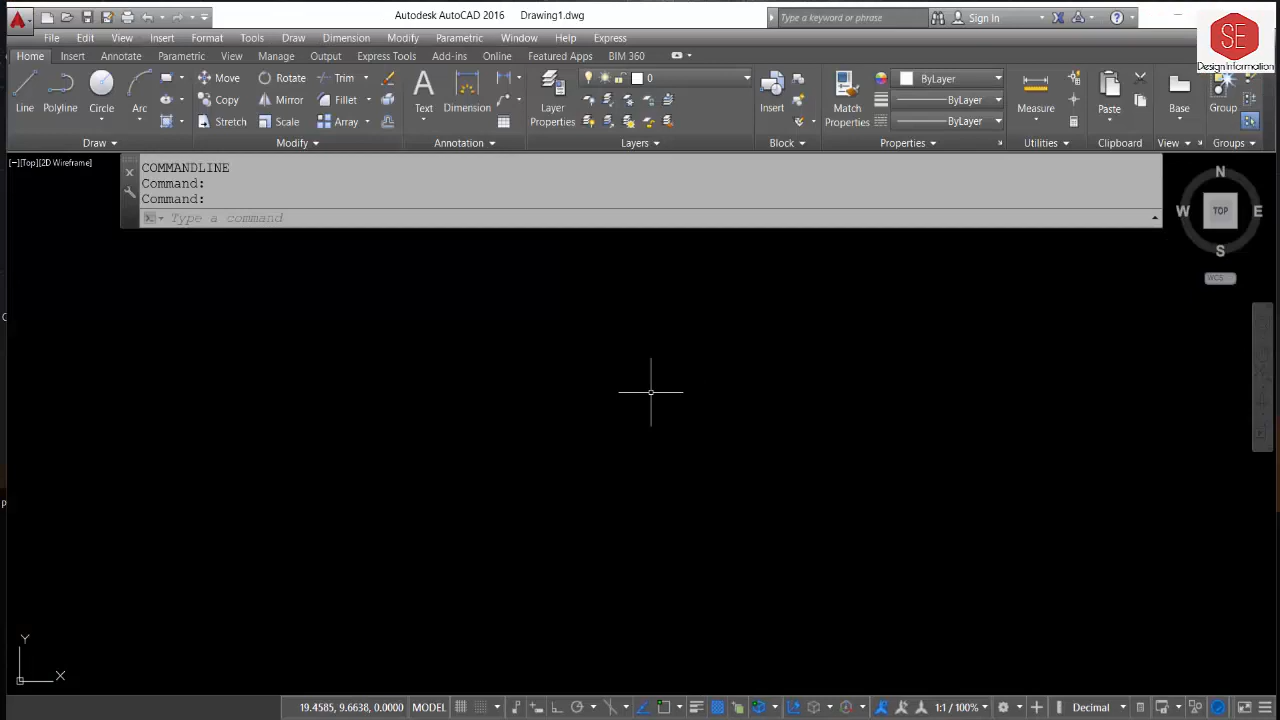 Autodesk AutoCAD 2016 Drawing1.dwg
Type a keyword or phrase
Sign In
SE
Design information
File Edit View Insert Format Tools Draw Dimension Modify Parametric Window Help Express
Home Insert Annotate Parametric View Manage Output Express Tools Add-ins Online Featured Apps BIM 360
Line Polyline Circle Arc
Move Rotate Trim
Copy Mirror Fillet
Stretch Scale Array
Text Dimension
Layer Properties
0
Insert
Match Properties
ByLayer
ByLayer
ByLayer
Measure
Paste
Base
Group
Draw Modify Annotation Layers Block Properties Utilities Clipboard View Groups
[−][Top][2D Wireframe]
COMMANDLINE
Command:
Command:
Type a command
N
W TOP E
S
WCS
Y
X
19.4585, 9.6638, 0.0000 MODEL 1:1 / 100% Decimal